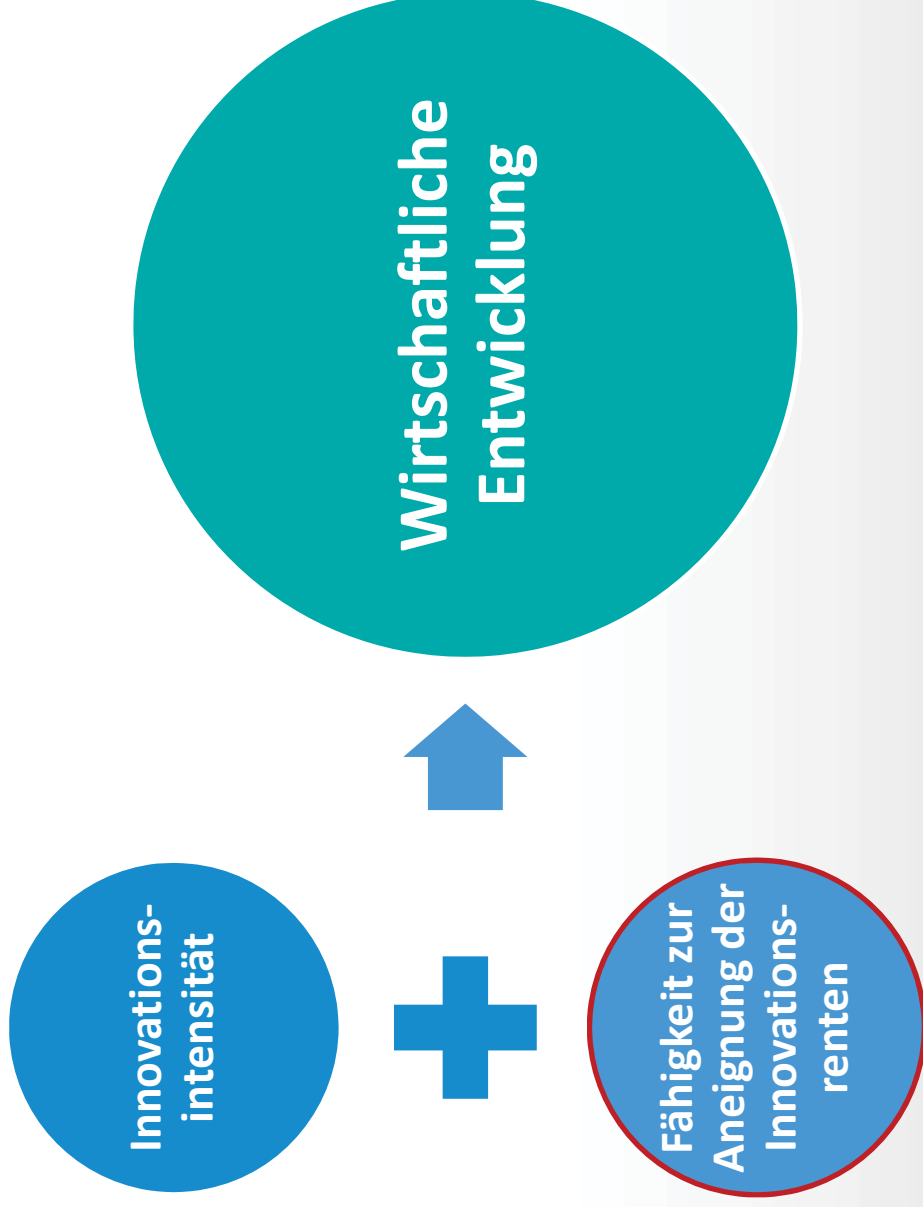 Innovations-
intensität
Fähigkeit zur
Aneignung der
Innovations-
renten
Wirtschaftliche
Entwicklung